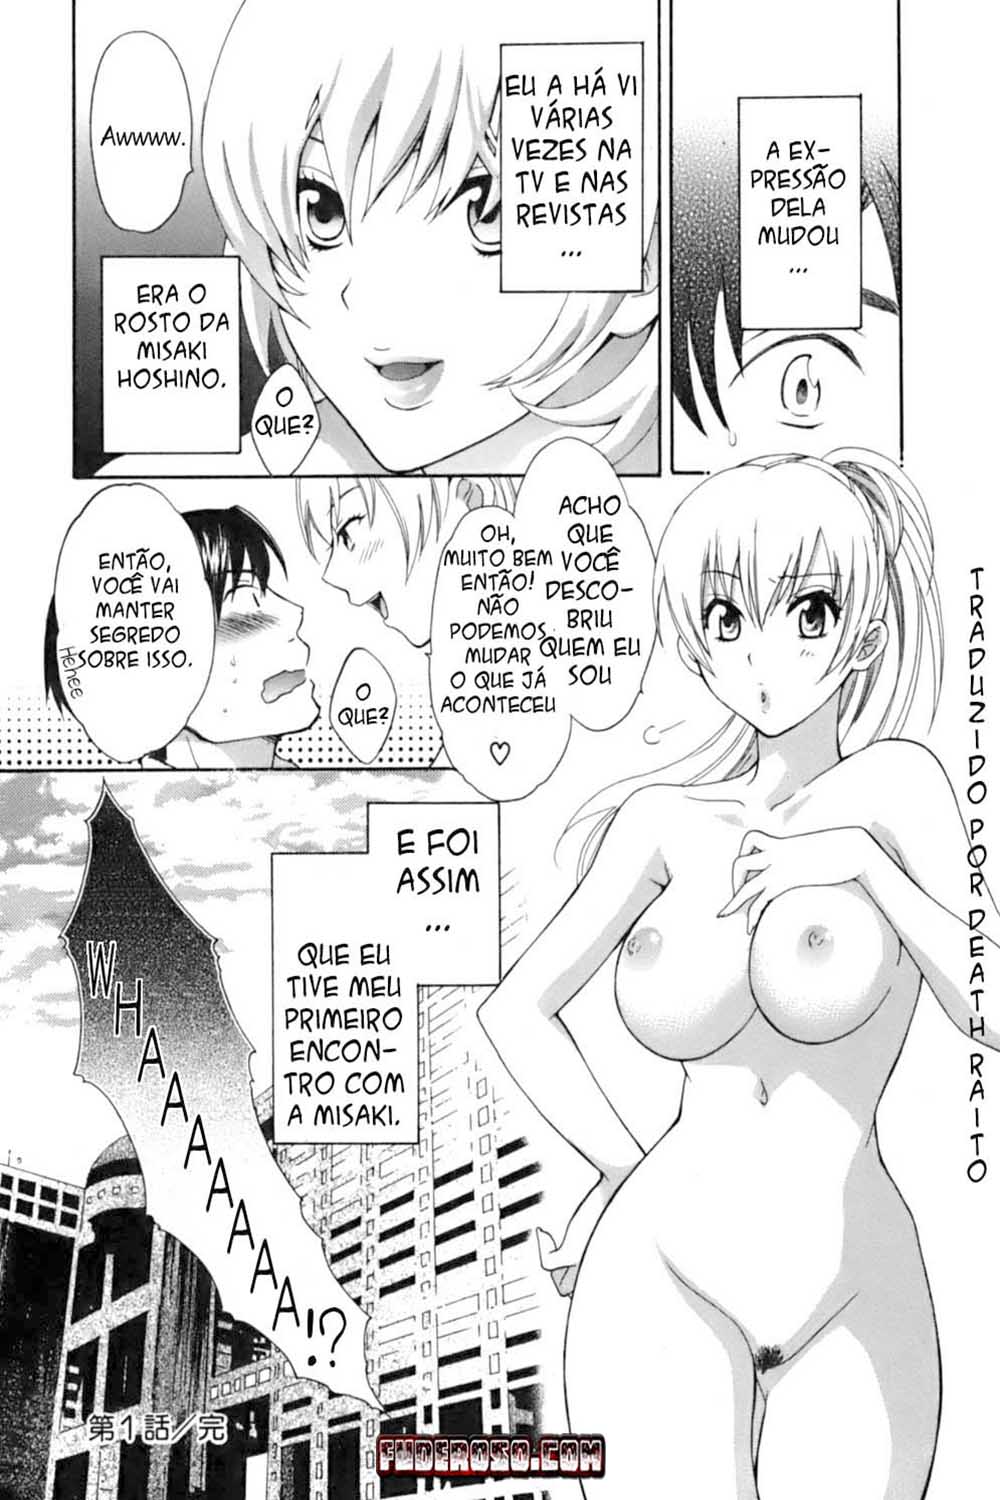 A EX-
PRESSÃO
DELA
MUDOU
...
EU A HÁ VI
VÁRIAS
VEZES NA
TV E NAS
REVISTAS
...
Awwww.
ERA O
ROSTO DA
MISAKI
HOSHINO.
O
QUE?
ACHO
QUE
VOCÊ
DESCO-
BRIU
QUEM EU
SOU
OH,
MUITO BEM
ENTÃO!
NÃO
PODEMOS
MUDAR
O QUE JÁ
ACONTECEU
♡
O
QUE?
ENTÃO,
VOCÊ VAI
MANTER
SEGREDO
SOBRE ISSO.
Hehee
E FOI
ASSIM
...
QUE EU
TIVE MEU
PRIMEIRO
ENCON-
TRO COM
A MISAKI.
WHAAAAAAAA!?
第1話/完
TRADUZIDO POR DEATH RAITO
FUDEROSO.COM